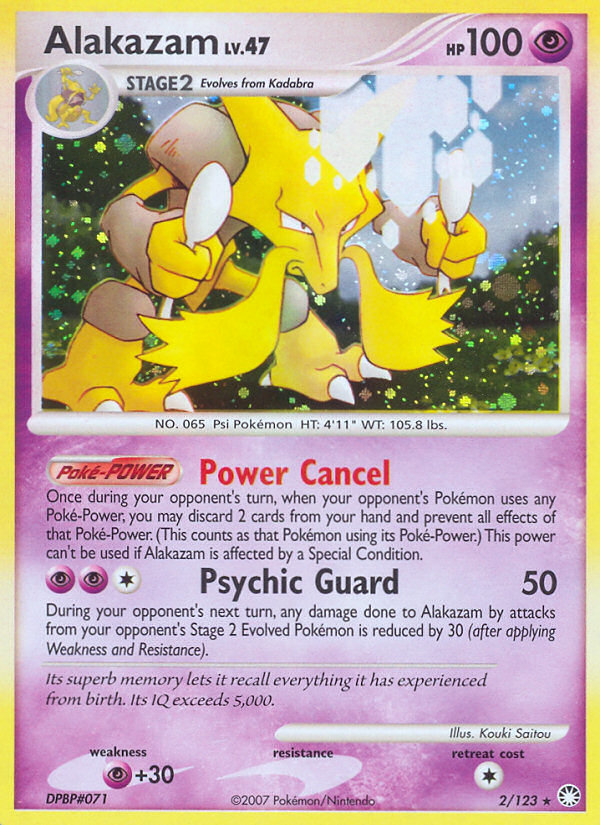 Alakazam LV.47 HP 100
STAGE2 Evolves from Kadabra
NO. 065 Psi Pokémon HT: 4'11" WT: 105.8 lbs.
Poké-POWER Power Cancel
Once during your opponent's turn, when your opponent's Pokémon uses any
Poké-Power, you may discard 2 cards from your hand and prevent all effects of
that Poké-Power. (This counts as that Pokémon using its Poké-Power.) This power
can't be used if Alakazam is affected by a Special Condition.
Psychic Guard 50
During your opponent's next turn, any damage done to Alakazam by attacks
from your opponent's Stage 2 Evolved Pokémon is reduced by 30 (after applying
Weakness and Resistance).
Its superb memory lets it recall everything it has experienced
from birth. Its IQ exceeds 5,000.
Illus. Kouki Saitou
weakness resistance retreat cost
+30
DPBP#071 ©2007 Pokémon/Nintendo 2/123 ★